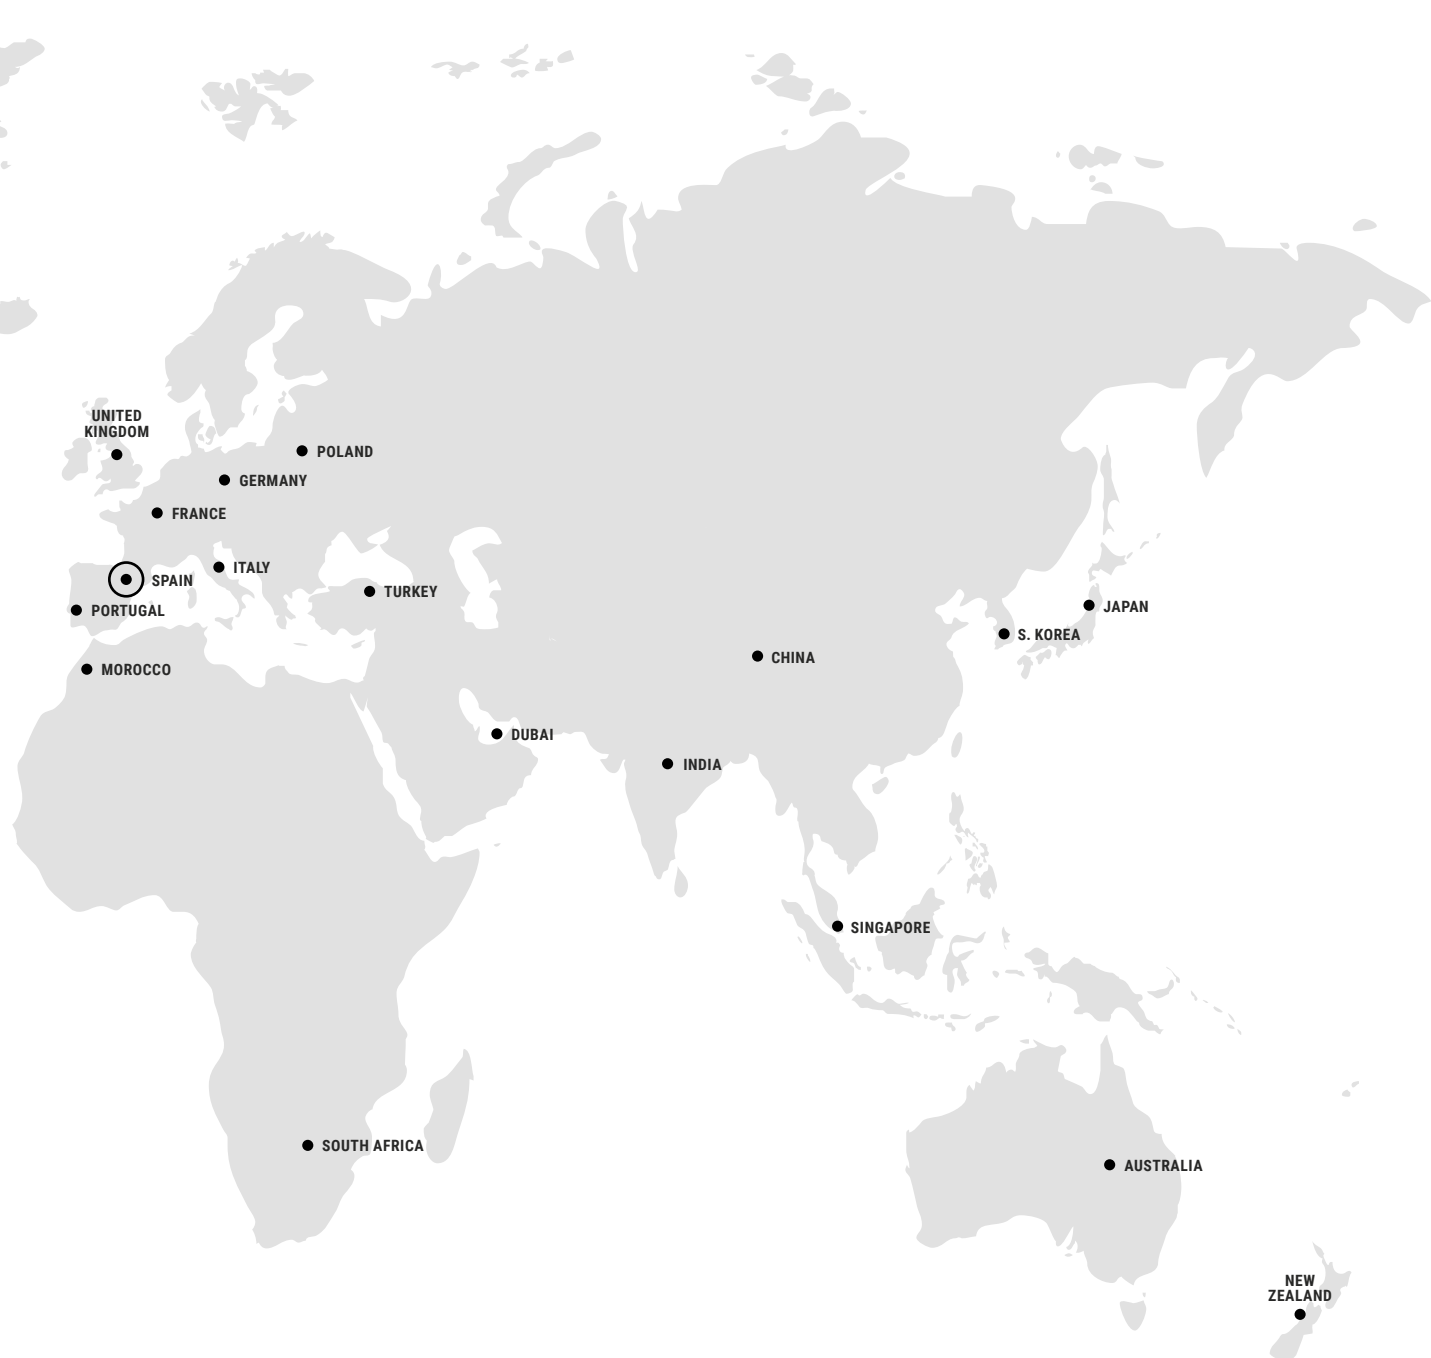 UNITED
KINGDOM
POLAND
GERMANY
FRANCE
ITALY
SPAIN
TURKEY
PORTUGAL
JAPAN
S. KOREA
CHINA
MOROCCO
DUBAI
INDIA
SINGAPORE
SOUTH AFRICA
AUSTRALIA
NEW
ZEALAND